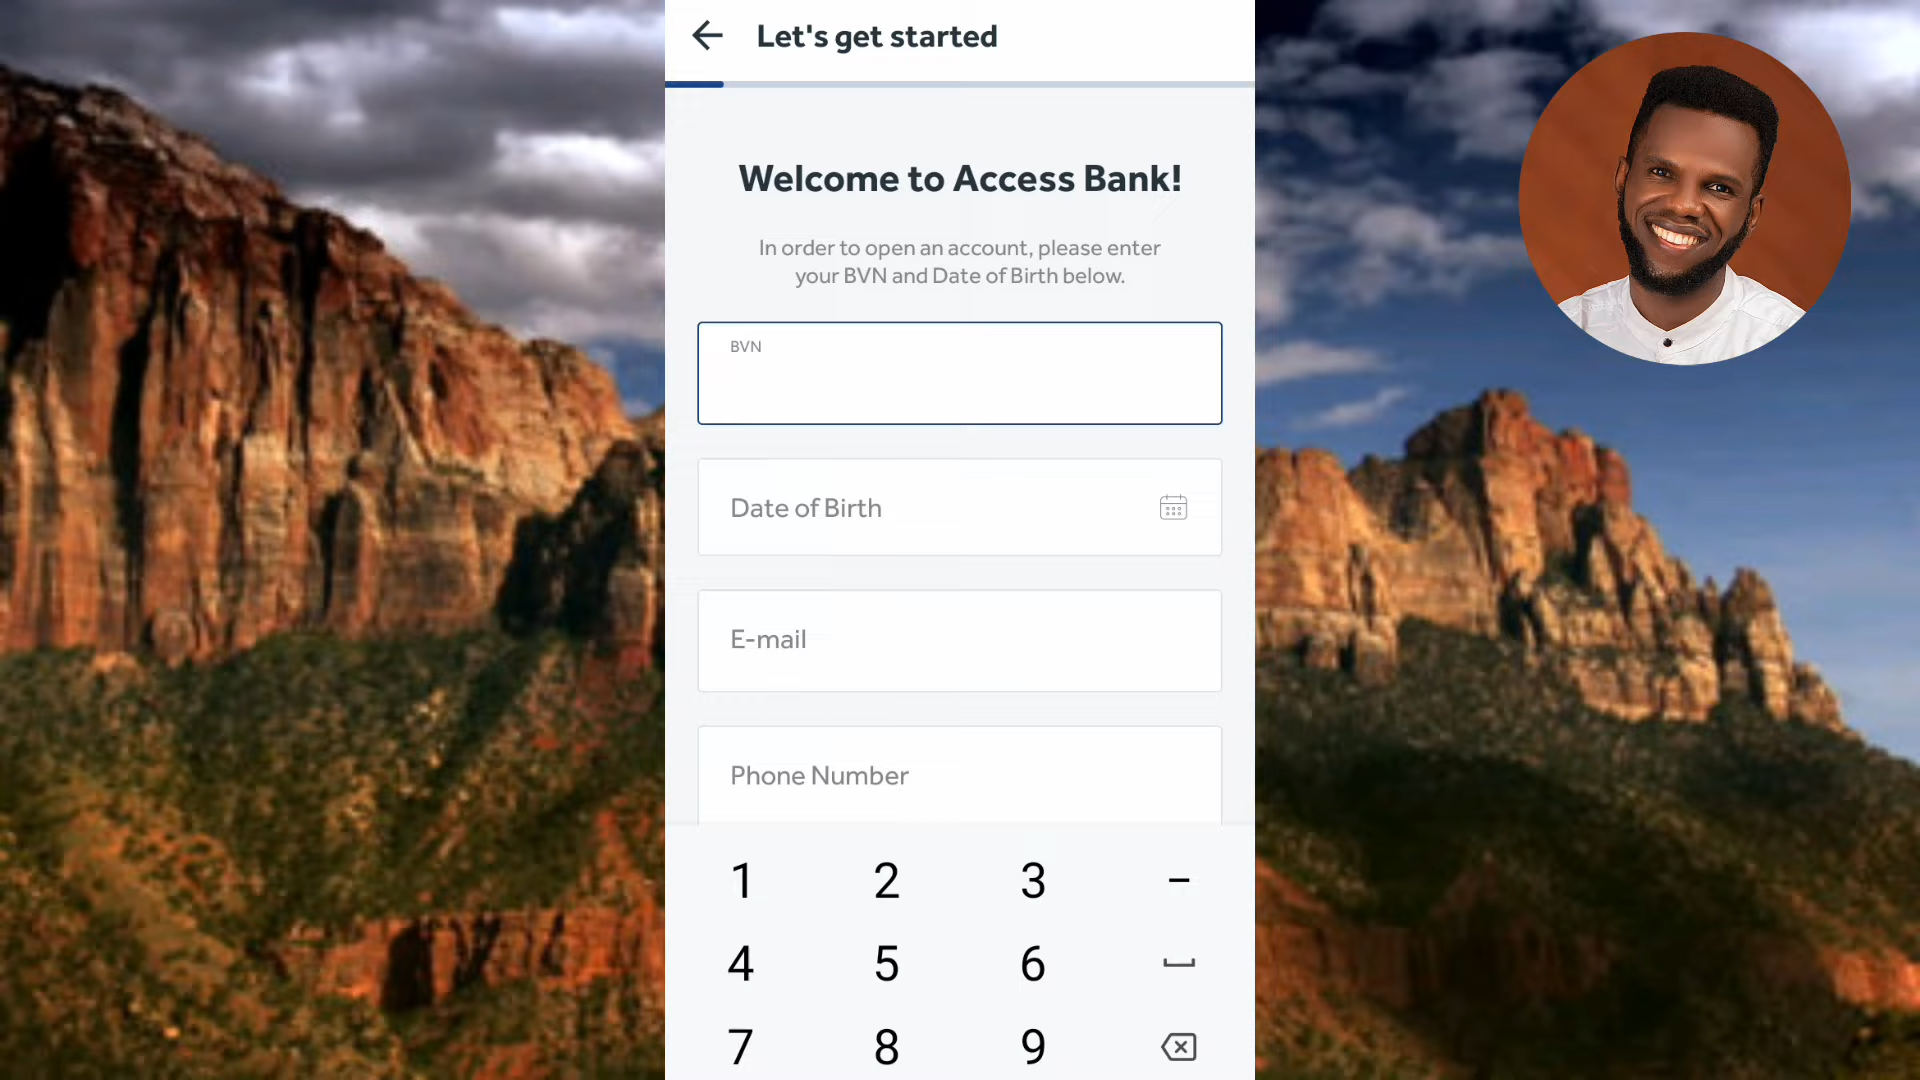 Let's get started
Welcome to Access Bank!
In order to open an account, please enter
your BVN and Date of Birth below.
BVN
Date of Birth
E-mail
Phone Number
1 2 3 –
4 5 6
7 8 9